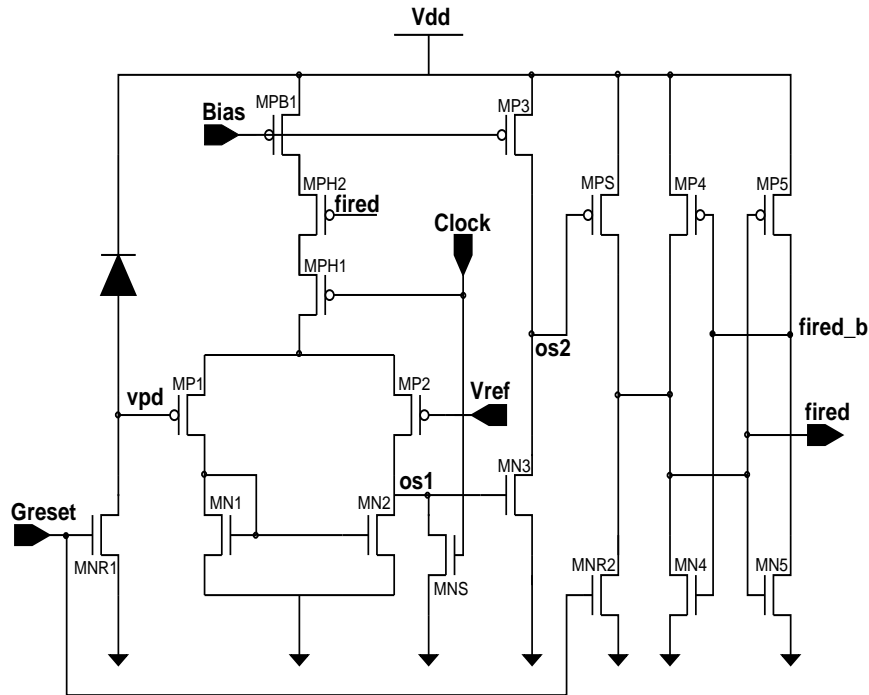 Vdd
MPB1
MP3
Bias
MPH2
fired
MPS
MP4
MP5
Clock
MPH1
fired_b
os2
MP1
MP2
Vref
vpd
fired
MN3
os1
MN1
MN2
Greset
MNR1
MNS
MNR2
MN4
MN5